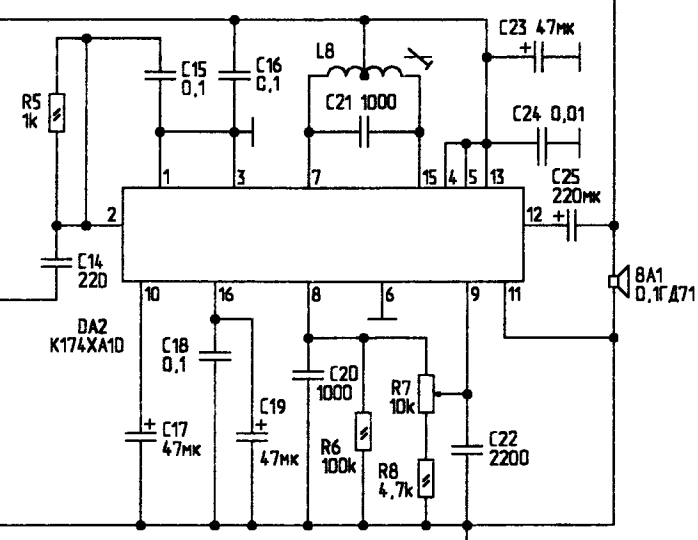 C23 47мк
+
L8
C15
0,1
C16
0,1
C21 1000
R5
1k
C24 0,01
1
3
7
15
4
5
13
C25
220мк
2
12
+
C14
220
8А1
0,1ГД71
10
16
8
6
9
11
DA2
К174ХА10
C18
0,1
C20
1000
R7
10k
C19
+
C17
47мк
+
47мк
R6
100k
C22
2200
R8
4,7k